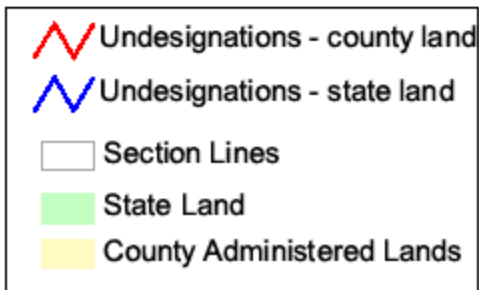 Undesignations - county land
Undesignations - state land
Section Lines
State Land
County Administered Lands